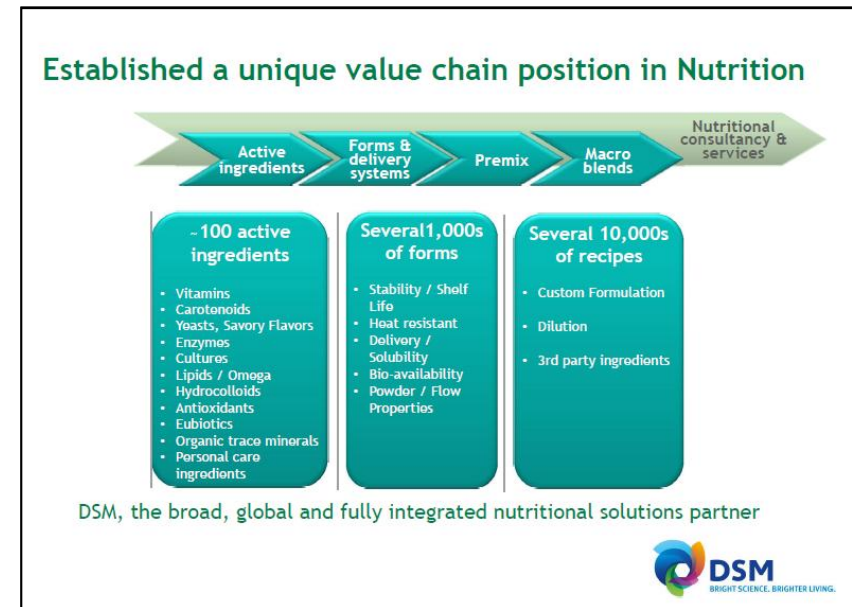 Established a unique value chain position in Nutrition
Active
ingredients
Forms &
delivery
systems
Premix
Macro
blends
Nutritional
consultancy &
services
~100 active
ingredients
• Vitamins
• Carotenoids
• Yeasts, Savory Flavors
• Enzymes
• Cultures
• Lipids / Omega
• Hydrocolloids
• Antioxidants
• Eubiotics
• Organic trace minerals
• Personal care
ingredients
Several1,000s
of forms
• Stability / Shelf
Life
• Heat resistant
• Delivery /
Solubility
• Bio-availability
• Powder / Flow
Properties
Several 10,000s
of recipes
• Custom Formulation
• Dilution
• 3rd party ingredients
DSM, the broad, global and fully integrated nutritional solutions partner
DSM
BRIGHT SCIENCE. BRIGHTER LIVING.